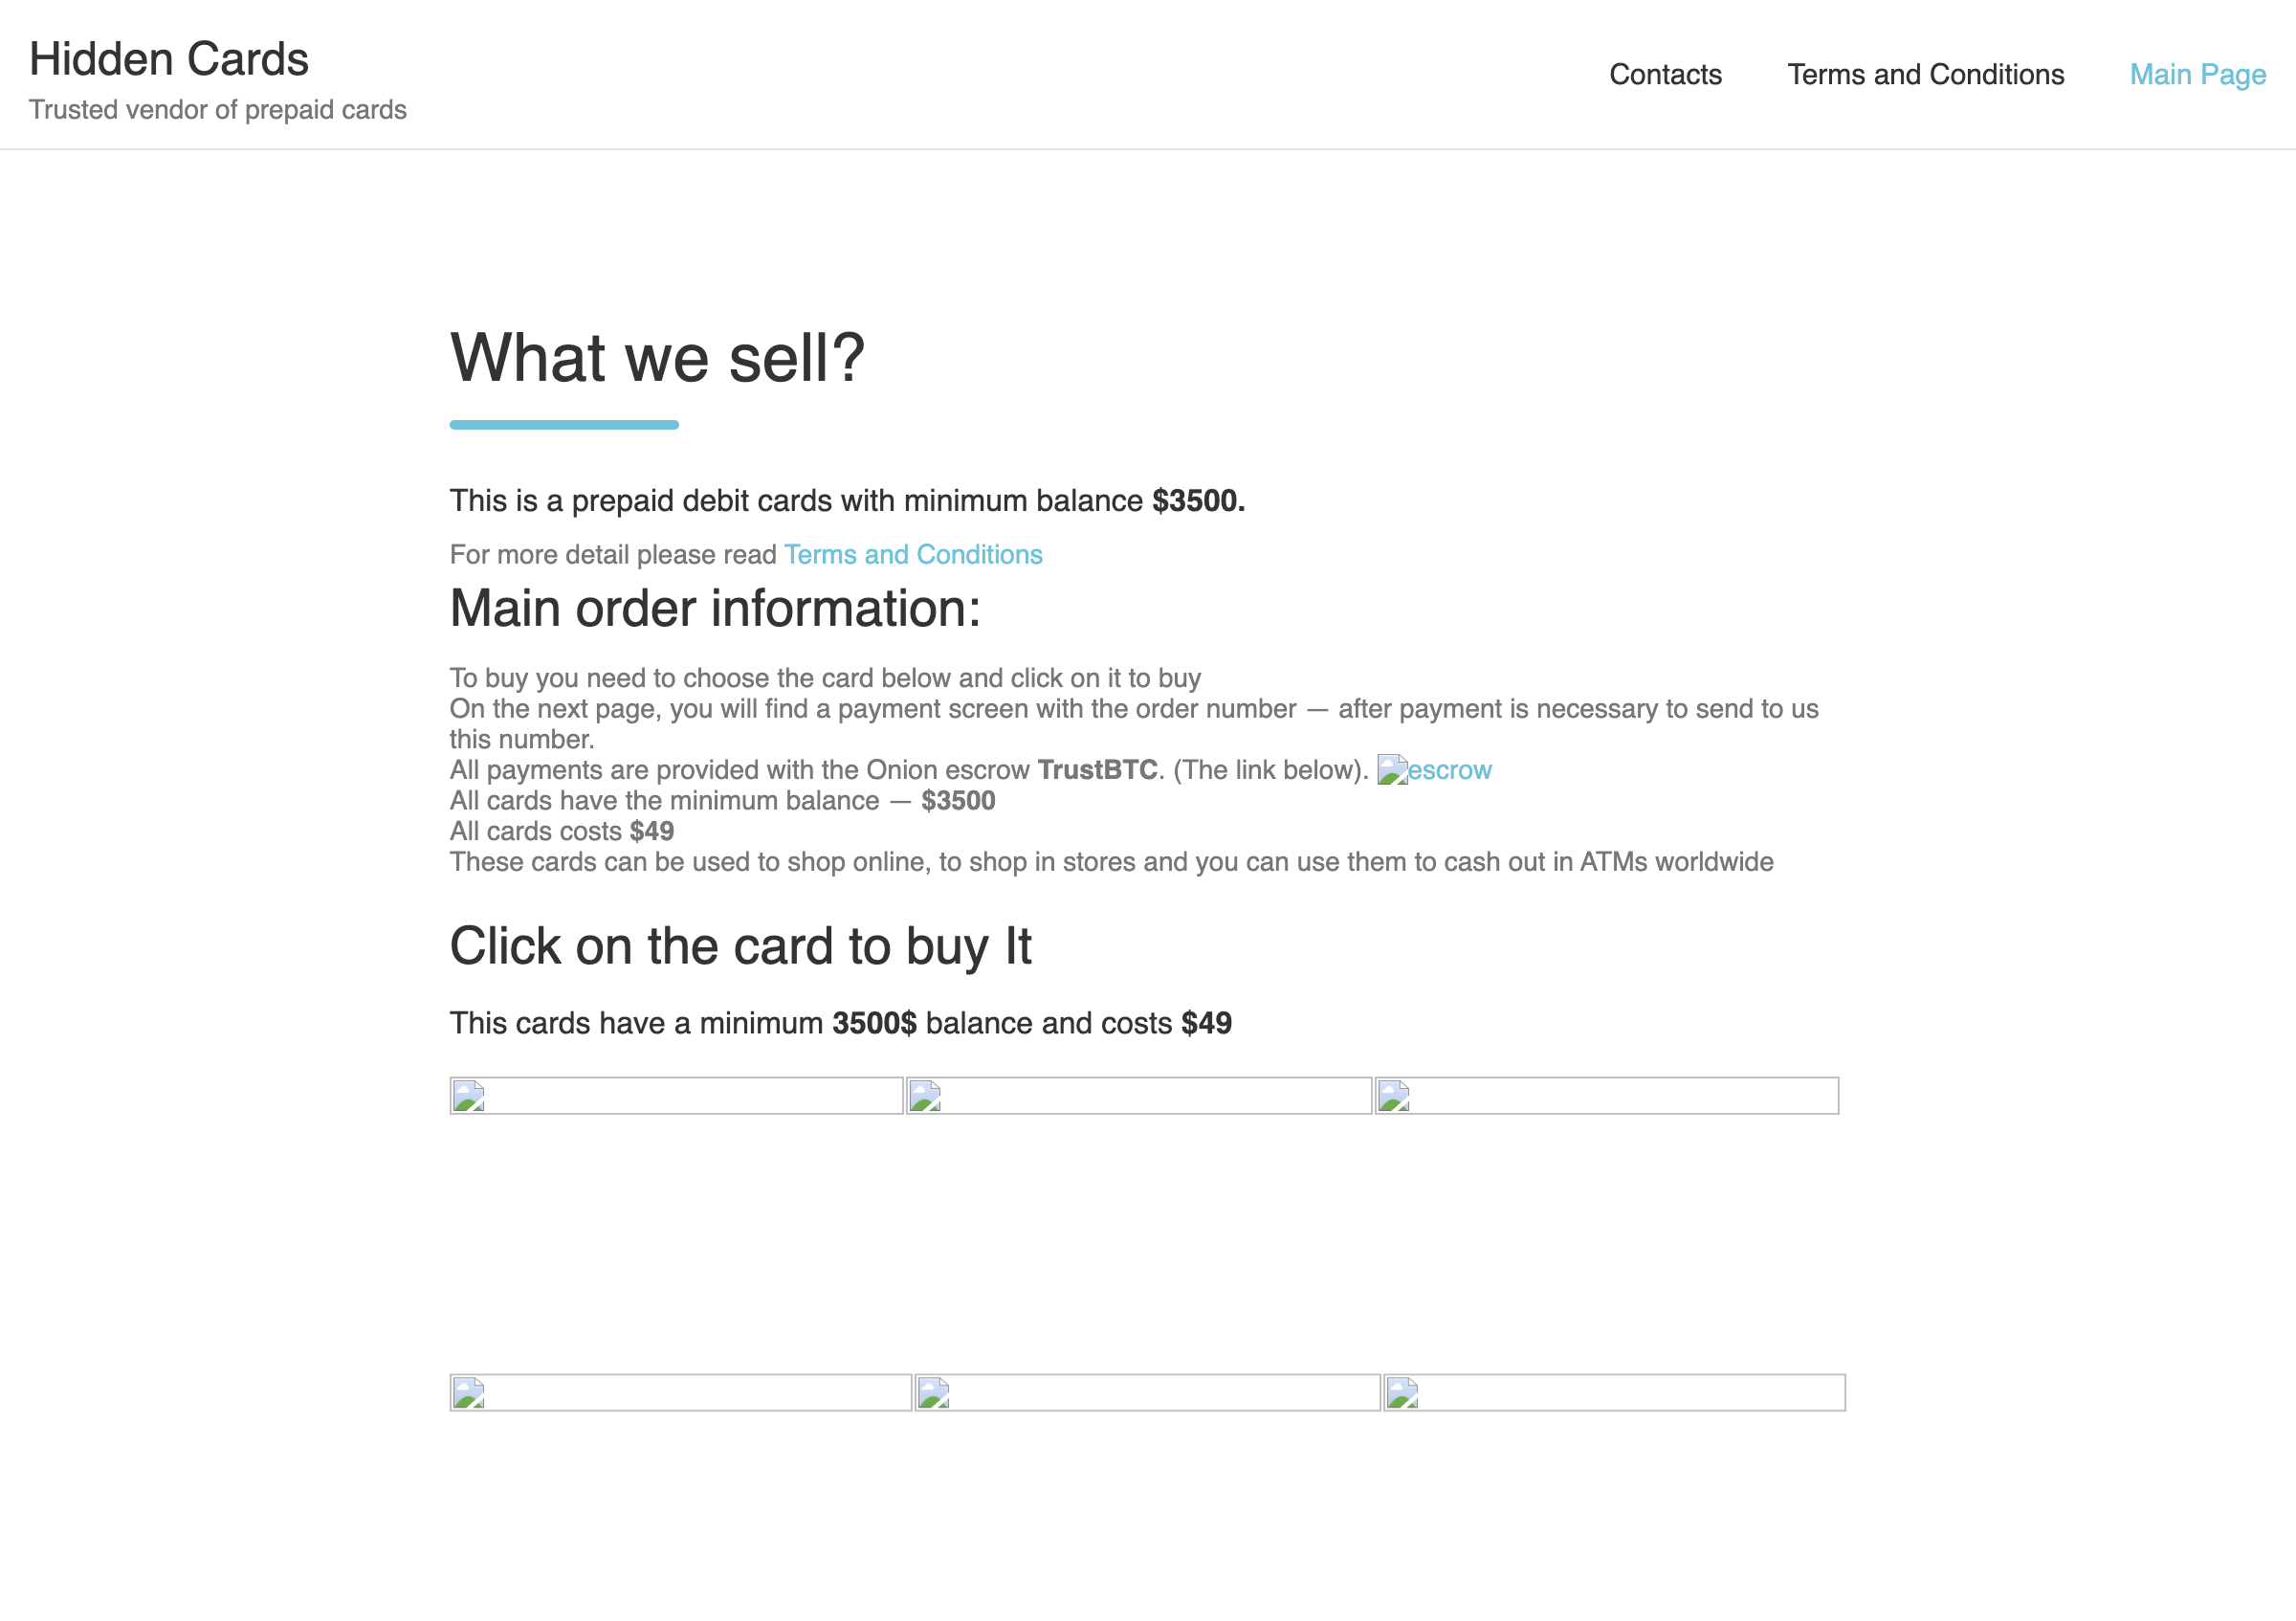 Hidden Cards
Trusted vendor of prepaid cards
Contacts
Terms and Conditions
Main Page
What we sell?
This is a prepaid debit cards with minimum balance $3500.
For more detail please read Terms and Conditions
Main order information:
To buy you need to choose the card below and click on it to buy
On the next page, you will find a payment screen with the order number — after payment is necessary to send to us
this number.
All payments are provided with the Onion escrow TrustBTC. (The link below). escrow
All cards have the minimum balance — $3500
All cards costs $49
These cards can be used to shop online, to shop in stores and you can use them to cash out in ATMs worldwide
Click on the card to buy It
This cards have a minimum 3500$ balance and costs $49